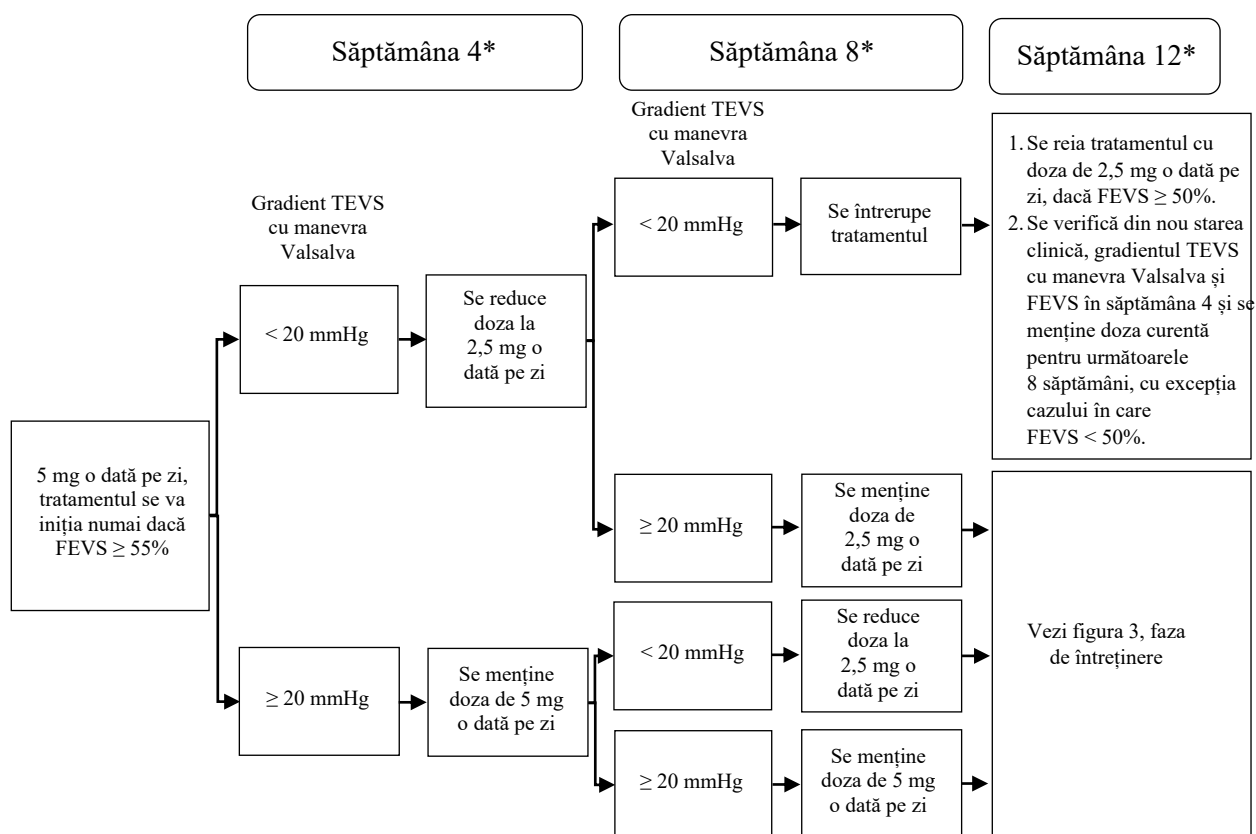 Săptămâna 4*
Săptămâna 8*
Săptămâna 12*
5 mg o dată pe zi,
tratamentul se va
iniția numai dacă
FEVS ≥ 55%
Gradient TEVS
cu manevra
Valsalva
< 20 mmHg
Se reduce
doza la
2,5 mg o
dată pe zi
≥ 20 mmHg
Se menține
doza de 5 mg
o dată pe zi
Gradient TEVS
cu manevra
Valsalva
< 20 mmHg
Se întrerupe
tratamentul
≥ 20 mmHg
Se menține
doza de
2,5 mg o
dată pe zi
< 20 mmHg
Se reduce
doza la
2,5 mg o
dată pe zi
≥ 20 mmHg
Se menține
doza de 5 mg
o dată pe zi
1. Se reia tratamentul cu
doza de 2,5 mg o dată pe
zi, dacă FEVS ≥ 50%.
2. Se verifică din nou starea
clinică, gradientul TEVS
cu manevra Valsalva și
FEVS în săptămâna 4 și se
menține doza curentă
pentru următoarele
8 săptămâni, cu excepția
cazului în care
FEVS < 50%.
Vezi figura 3, faza
de întreținere